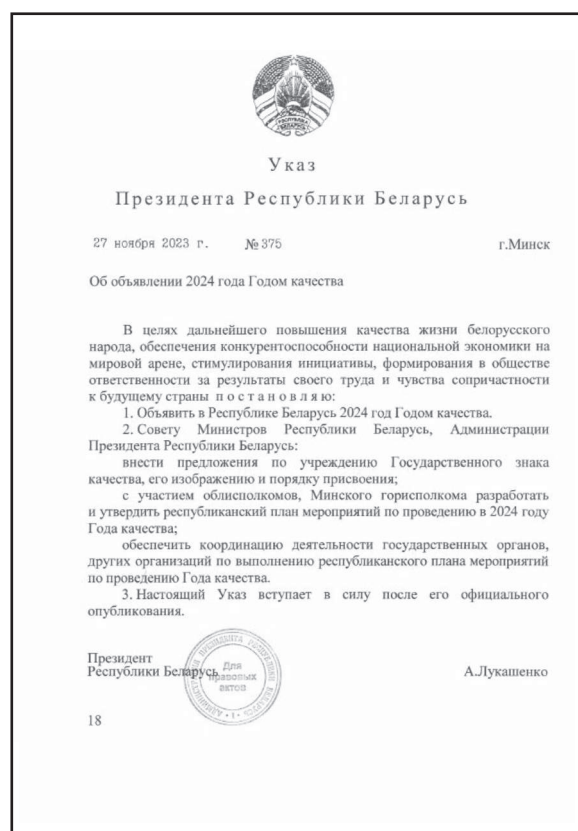 Указ
Президента Республики Беларусь
27 ноября 2023 г. № 375 г.Минск
Об объявлении 2024 года Годом качества
В целях дальнейшего повышения качества жизни белорусского
народа, обеспечения конкурентоспособности национальной экономики на
мировой арене, стимулирования инициативы, формирования в обществе
ответственности за результаты своего труда и чувства сопричастности
к будущему страны п о с т а н о в л я ю:
1. Объявить в Республике Беларусь 2024 год Годом качества.
2. Совету Министров Республики Беларусь, Администрации
Президента Республики Беларусь:
внести предложения по учреждению Государственного знака
качества, его изображению и порядку присвоения;
с участием облисполкомов, Минского горисполкома разработать
и утвердить республиканский план мероприятий по проведению в 2024 году
Года качества;
обеспечить координацию деятельности государственных органов,
других организаций по выполнению республиканского плана мероприятий
по проведению Года качества.
3. Настоящий Указ вступает в силу после его официального
опубликования.
Президент
Республики Беларусь А.Лукашенко
Для
правовых
актов
АДМИНИСТРАЦИЯ ПРЕЗИДЕНТА РЕСПУБЛИКИ БЕЛАРУСЬ
• 1 •
18